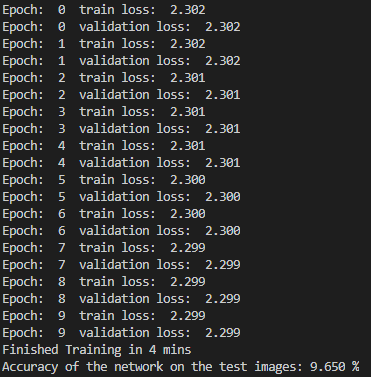 Epoch:  0  train loss:  2.302
Epoch:  0  validation loss:  2.302
Epoch:  1  train loss:  2.302
Epoch:  1  validation loss:  2.302
Epoch:  2  train loss:  2.301
Epoch:  2  validation loss:  2.301
Epoch:  3  train loss:  2.301
Epoch:  3  validation loss:  2.301
Epoch:  4  train loss:  2.301
Epoch:  4  validation loss:  2.301
Epoch:  5  train loss:  2.300
Epoch:  5  validation loss:  2.300
Epoch:  6  train loss:  2.300
Epoch:  6  validation loss:  2.300
Epoch:  7  train loss:  2.299
Epoch:  7  validation loss:  2.299
Epoch:  8  train loss:  2.299
Epoch:  8  validation loss:  2.299
Epoch:  9  train loss:  2.299
Epoch:  9  validation loss:  2.299
Finished Training in 4 mins
Accuracy of the network on the test images: 9.650 %